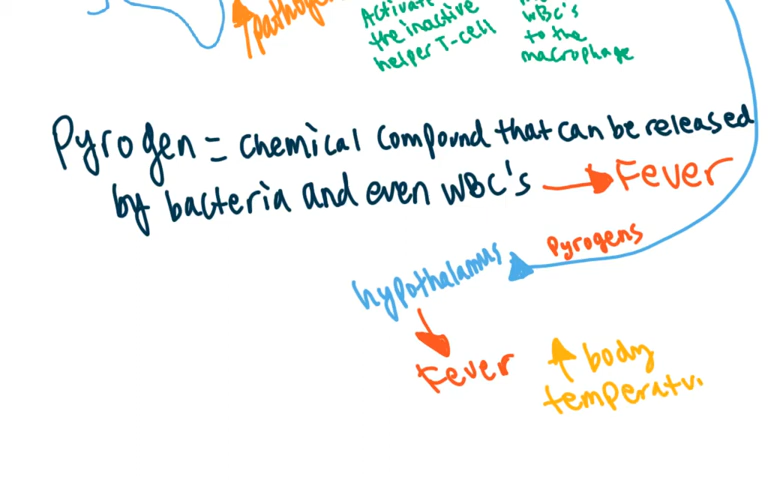 pathogen
Activate
the inactive
helper T-cell
WBC's
to the
macrophage
Pyrogen = chemical compound that can be released
by bacteria and even WBC's → Fever
Pyrogens
hypothalamus
Fever
↑ body
temperatu